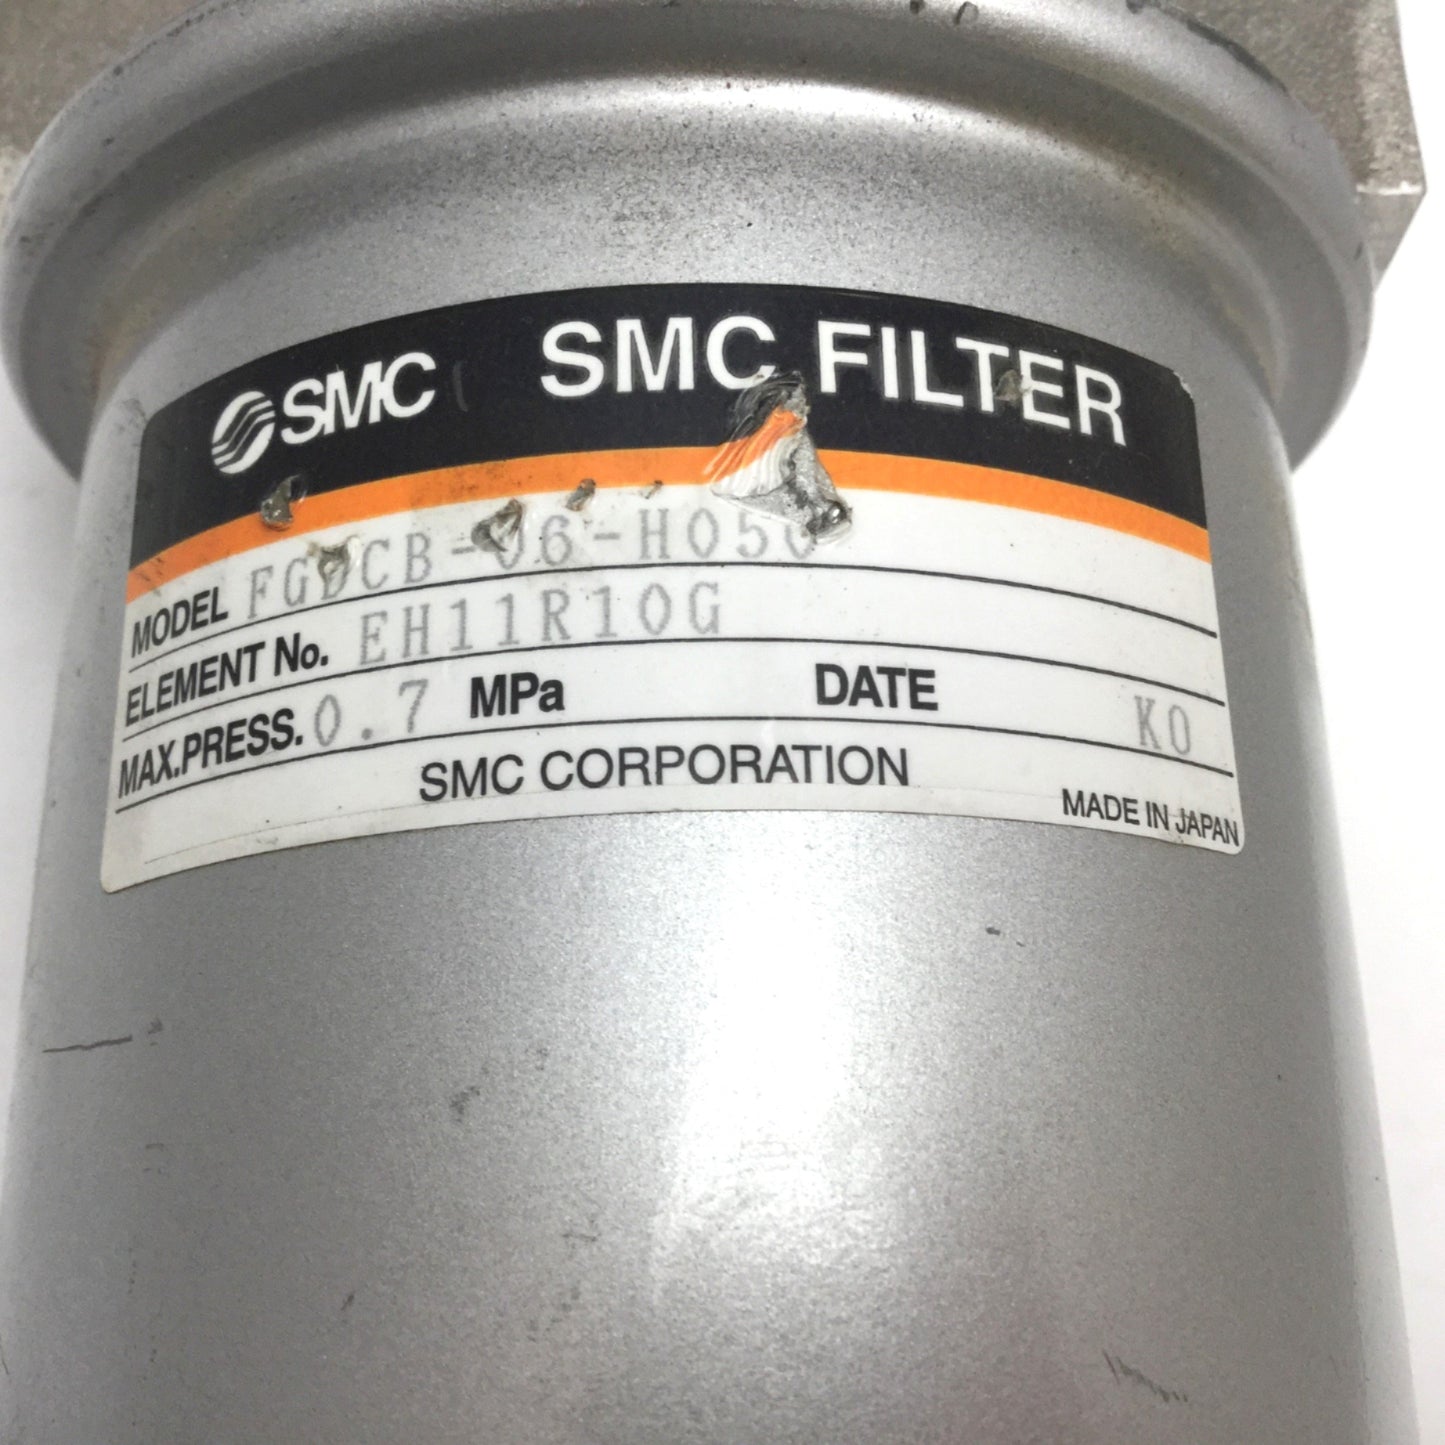 SMC SMC FILTER
MODEL FGDCB-06-H050
ELEMENT No. EH11R10G
MAX.PRESS. 0.7 MPa DATE KO
SMC CORPORATION
MADE IN JAPAN